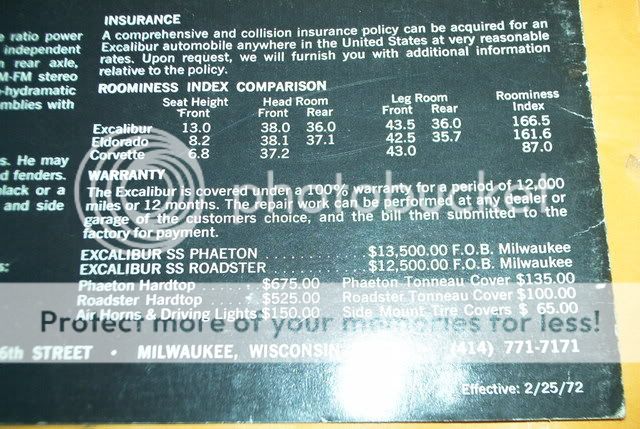 INSURANCE
A comprehensive and collision insurance policy can be acquired for an
Excalibur automobile anywhere in the United States at very reasonable
rates. Upon request, we will furnish you with additional information
relative to the policy.
ROOMINESS INDEX COMPARISON
Seat Height Head Room Leg Room Roominess
Front Front Rear Front Rear Index
Excalibur 13.0 38.0 36.0 43.5 36.0 166.5
Eldorado 8.2 38.1 37.1 42.5 35.7 161.6
Corvette 6.8 37.2 43.0 87.0
WARRANTY
The Excalibur is covered under a 100% warranty for a period of 12,000
miles or 12 months. The repair work can be performed at any dealer or
garage of the customers choice, and the bill then submitted to the
factory for payment.
EXCALIBUR SS PHAETON $13,500.00 F.O.B. Milwaukee
EXCALIBUR SS ROADSTER $12,500.00 F.O.B. Milwaukee
Phaeton Hardtop $675.00 Phaeton Tonneau Cover $135.00
Roadster Hardtop $525.00 Roadster Tonneau Cover $100.00
Air Horns & Driving Lights $150.00 Side Mount Tire Covers $ 65.00
6th STREET • MILWAUKEE, WISCONSIN (414) 771-7171
Effective: 2/25/72
ratio power
independent
rear axle,
stereo
hydramatic
with
He may
fenders.
or a
and side
photobucket
Protect more of your memories for less!